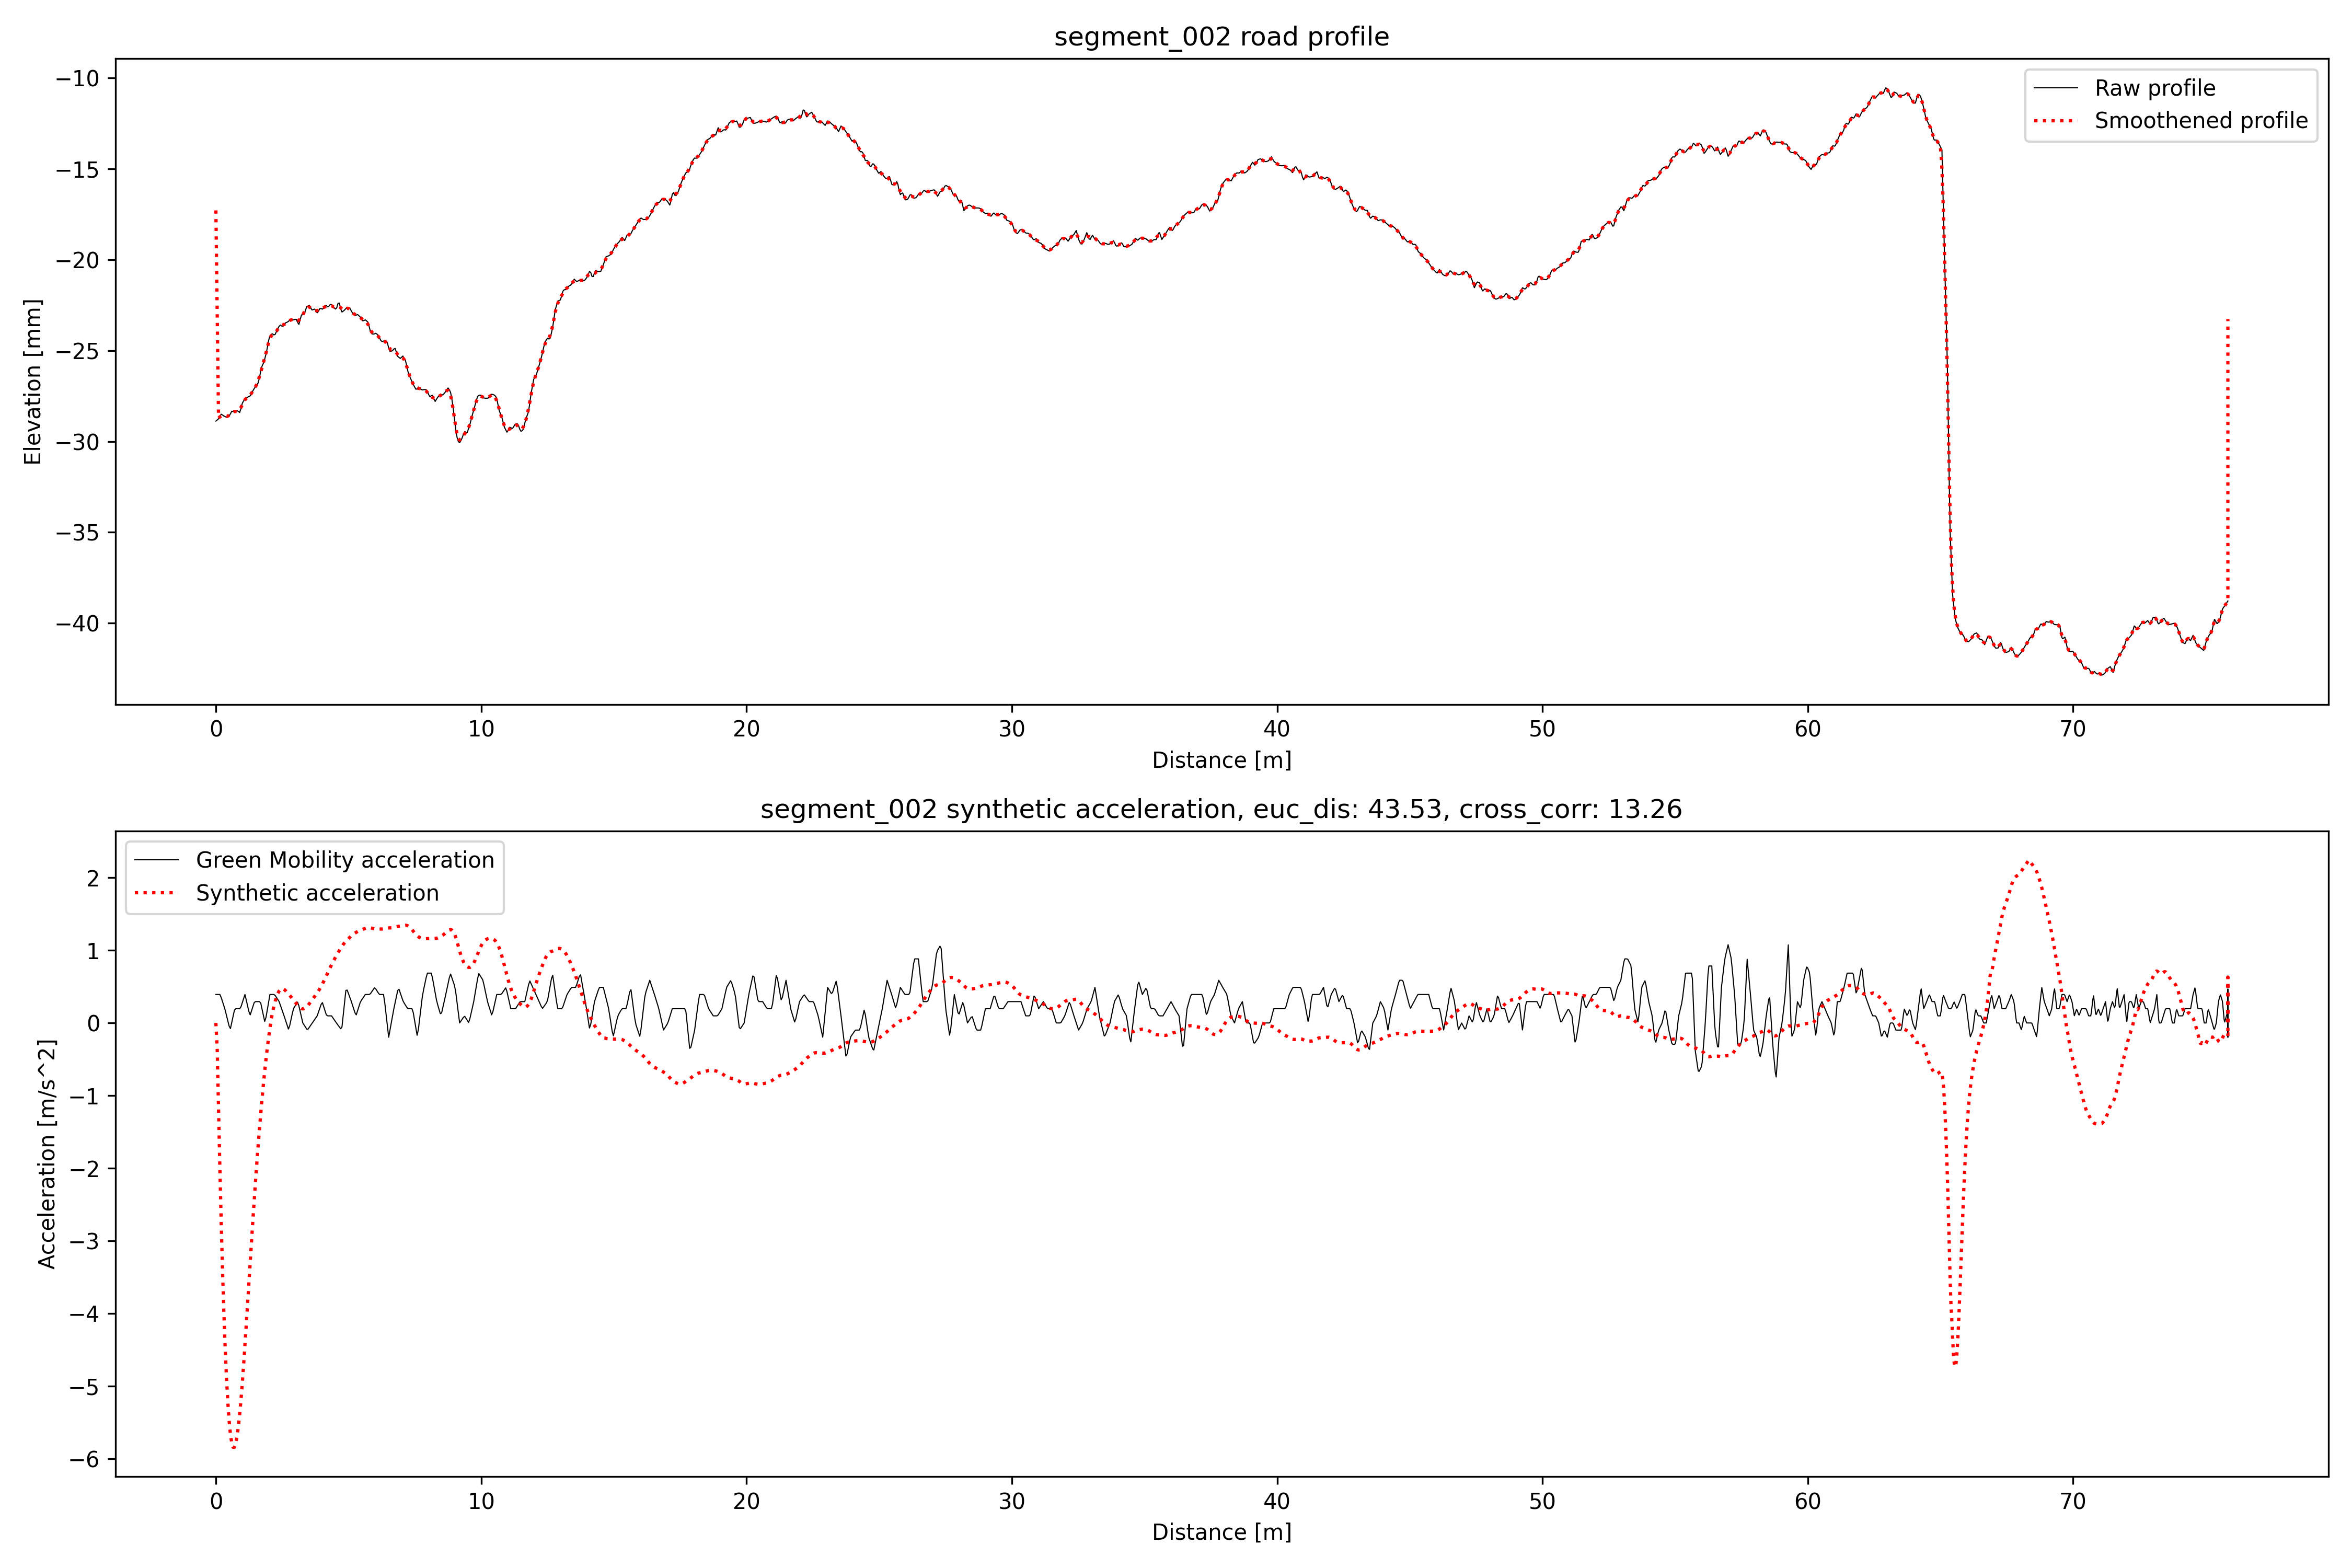 segment_002 road profile
−10
−15
−20
−25
−30
−35
−40
Elevation [mm]
Raw profile
Smoothened profile
0 10 20 30 40 50 60 70
Distance [m]
segment_002 synthetic acceleration, euc_dis: 43.53, cross_corr: 13.26
Green Mobility acceleration
Synthetic acceleration
2
1
0
−1
−2
−3
−4
−5
−6
Acceleration [m/s^2]
0 10 20 30 40 50 60 70
Distance [m]